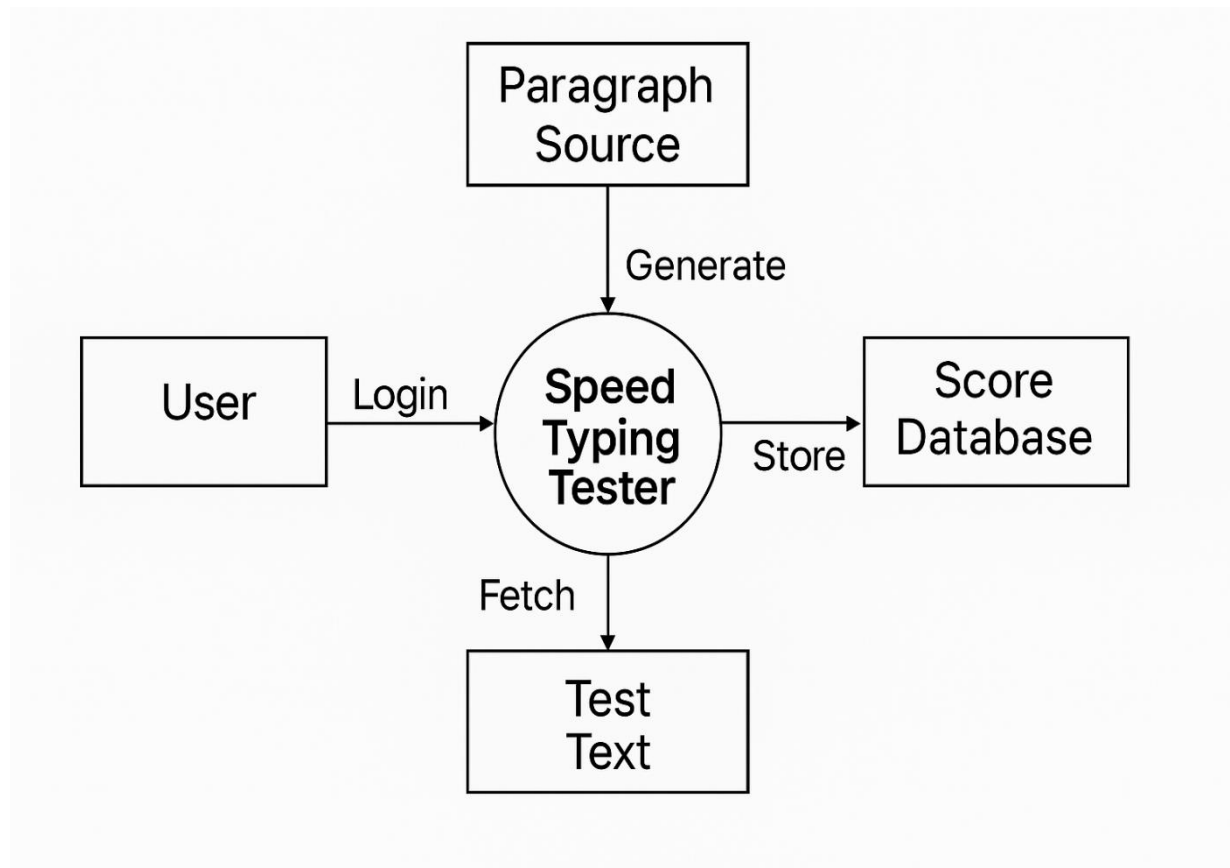 Paragraph
Source
Generate
User
Login
Speed
Typing
Tester
Store
Score
Database
Fetch
Test
Text